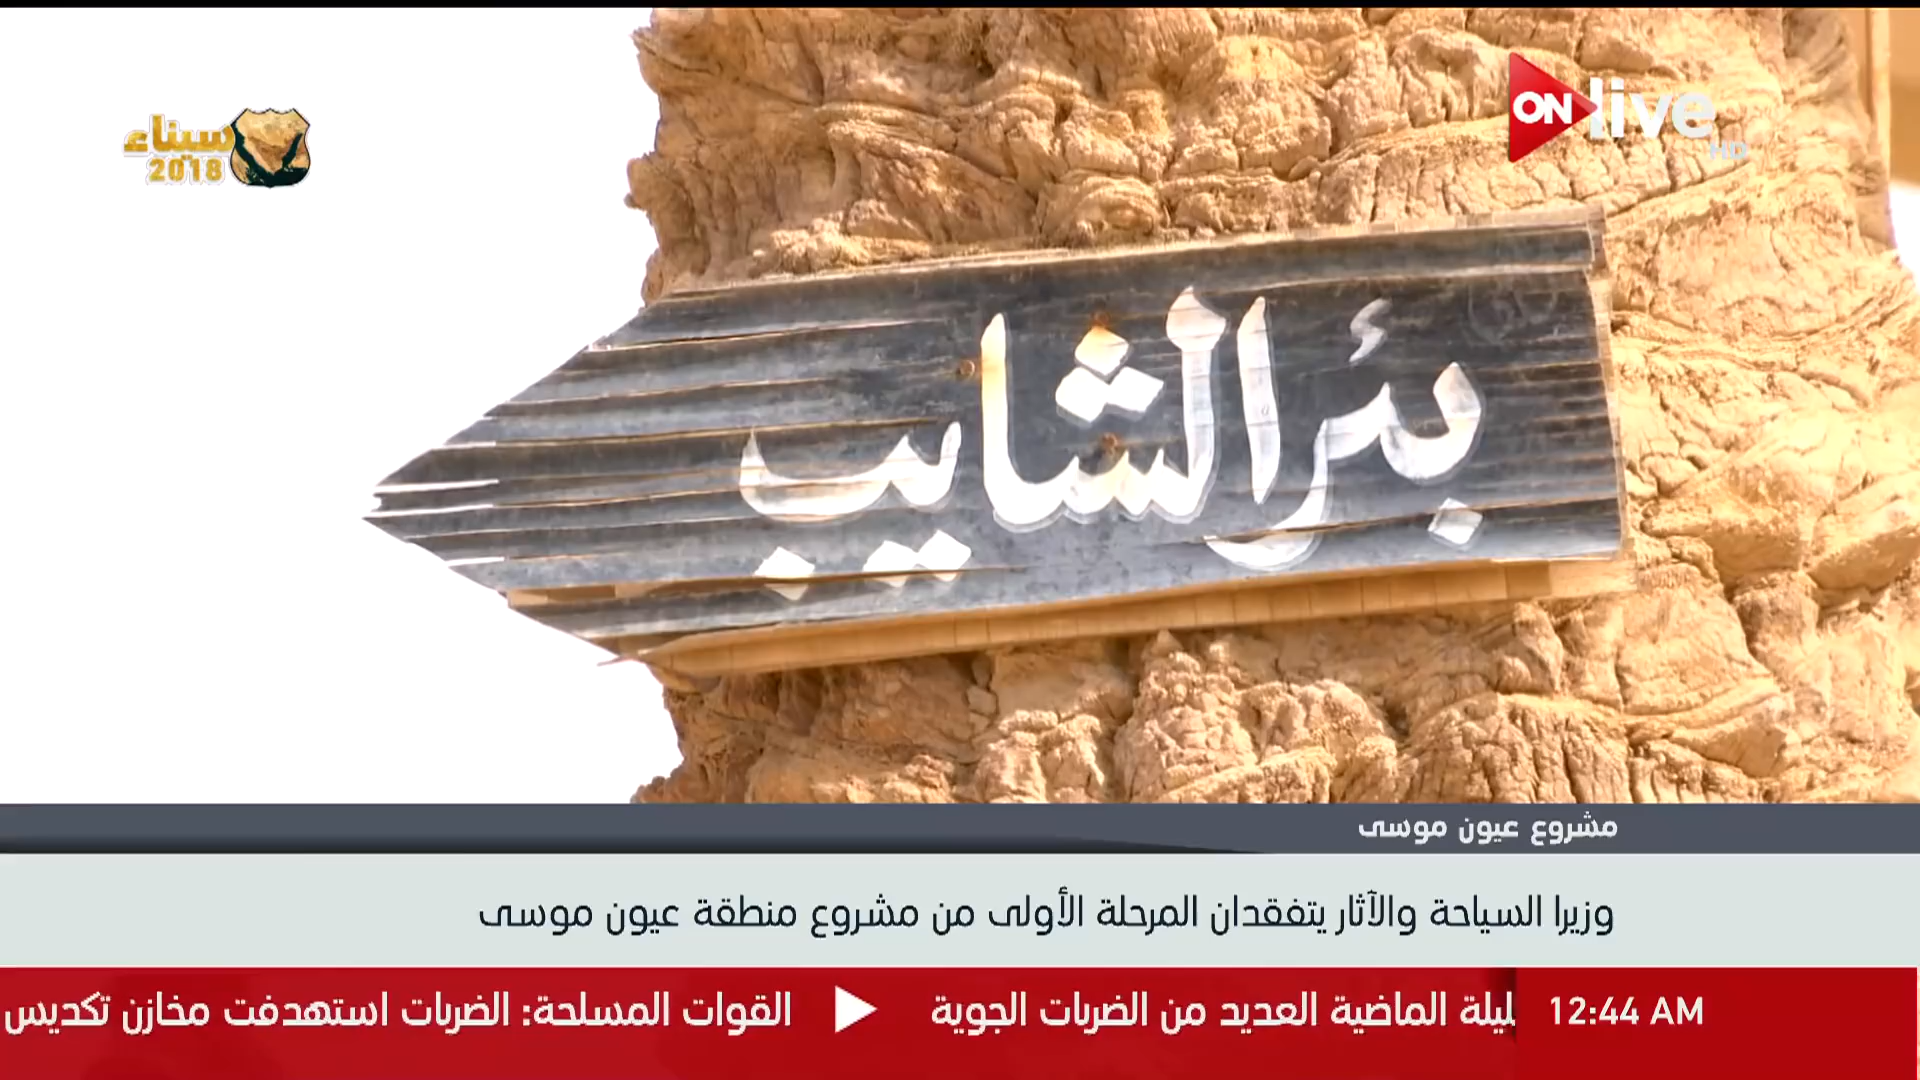 سيناء
2018
ON live
HD
بئر الشايب
مشروع عيون موسى
وزيرا السياحة والآثار يتفقدان المرحلة الأولى من مشروع منطقة عيون موسى
12:44 AM
الماضية العديد من الضربات الجوية
القوات المسلحة: الضربات استهدفت مخازن تكديس